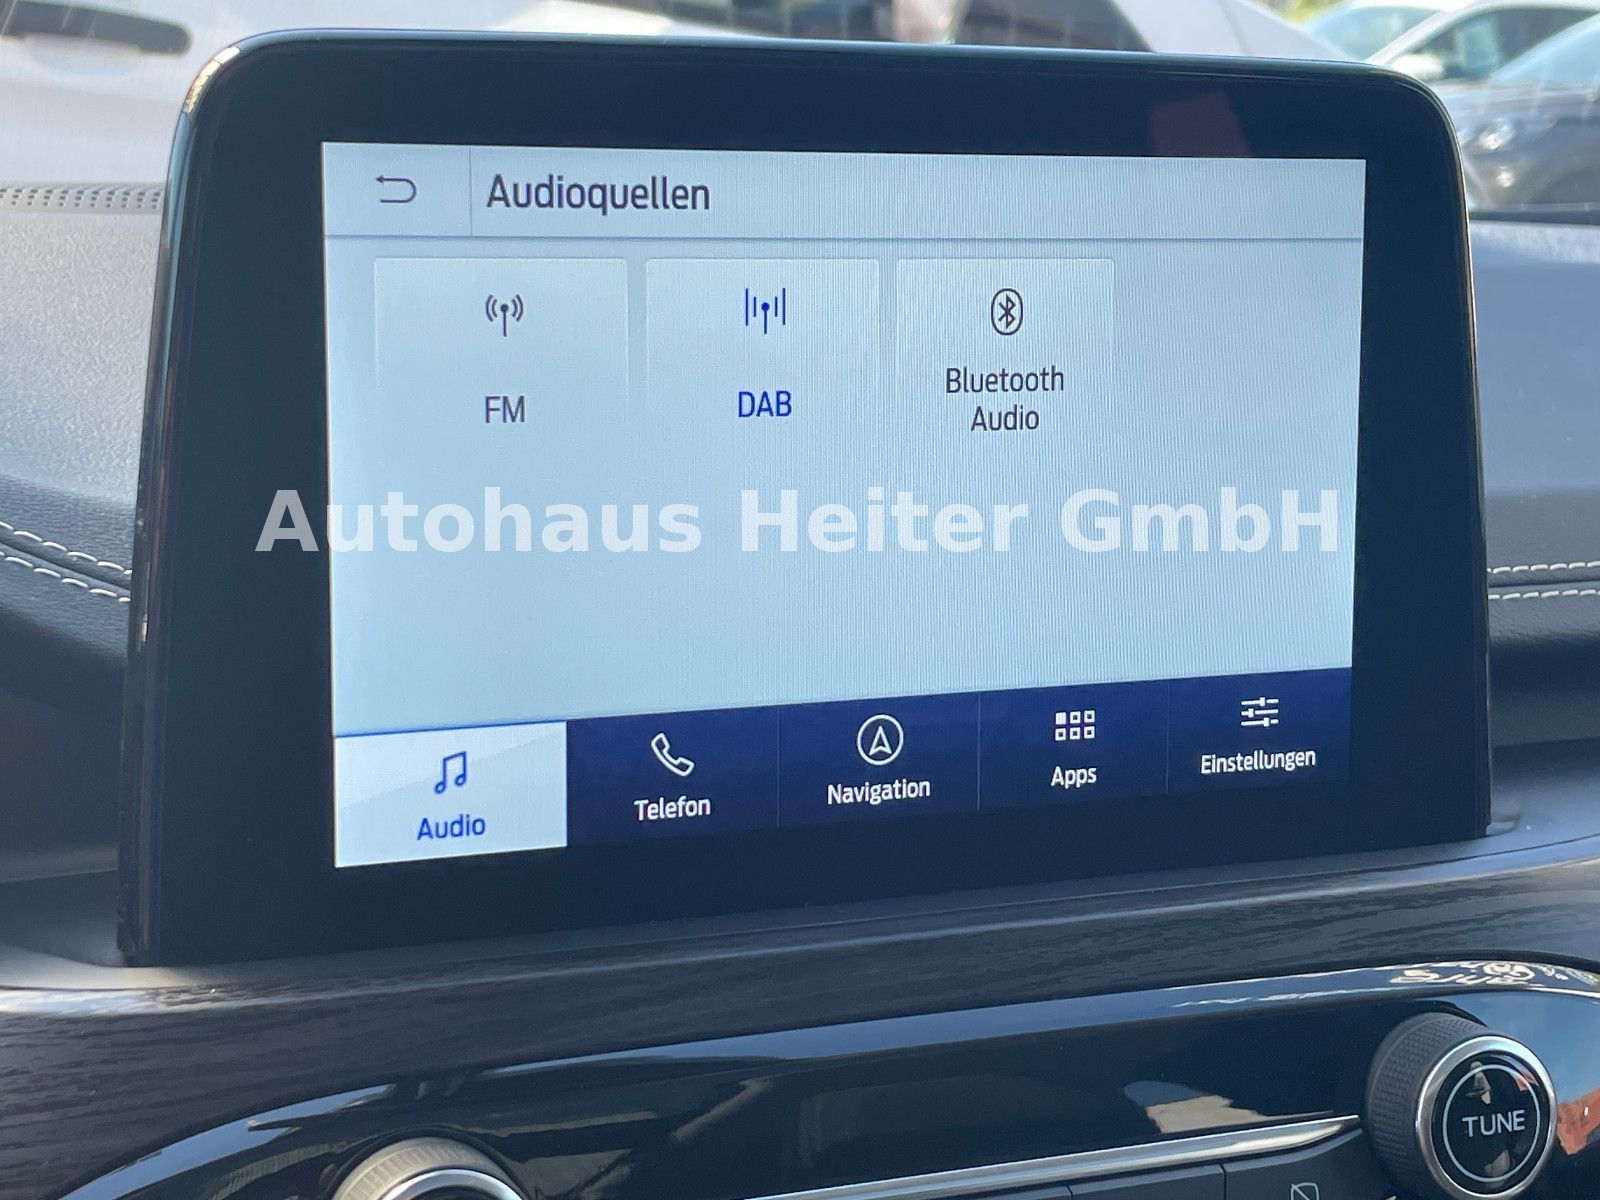 Audioquellen
FM
DAB
Bluetooth
Audio
Autohaus Heiter GmbH
Audio
Telefon
Navigation
Apps
Einstellungen
TUNE